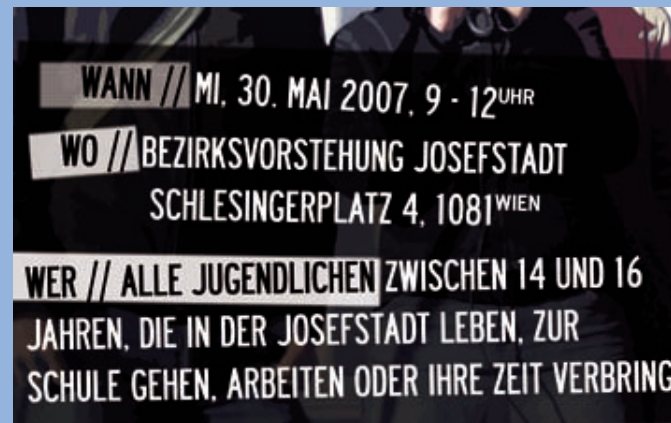 WANN // MI, 30. MAI 2007, 9 - 12UHR
WO // BEZIRKSVORSTEHUNG JOSEFSTADT
SCHLESINGERPLATZ 4, 1081WIEN
WER // ALLE JUGENDLICHEN ZWISCHEN 14 UND 16
JAHREN, DIE IN DER JOSEFSTADT LEBEN, ZUR
SCHULE GEHEN, ARBEITEN ODER IHRE ZEIT VERBRING